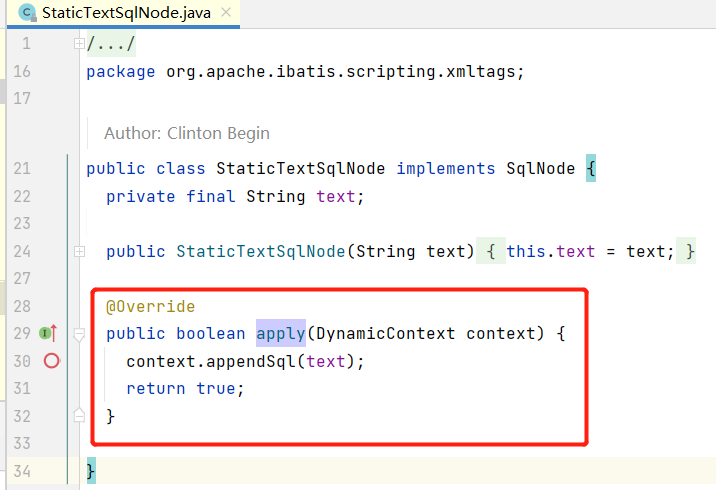 StaticTextSqlNode.java
1 /.../
16 package org.apache.ibatis.scripting.xmltags;
17
Author: Clinton Begin
21 public class StaticTextSqlNode implements SqlNode {
22 private final String text;
23
24 public StaticTextSqlNode(String text) { this.text = text; }
27
28 @Override
29 public boolean apply(DynamicContext context) {
30 context.appendSql(text);
31 return true;
32 }
33
34 }